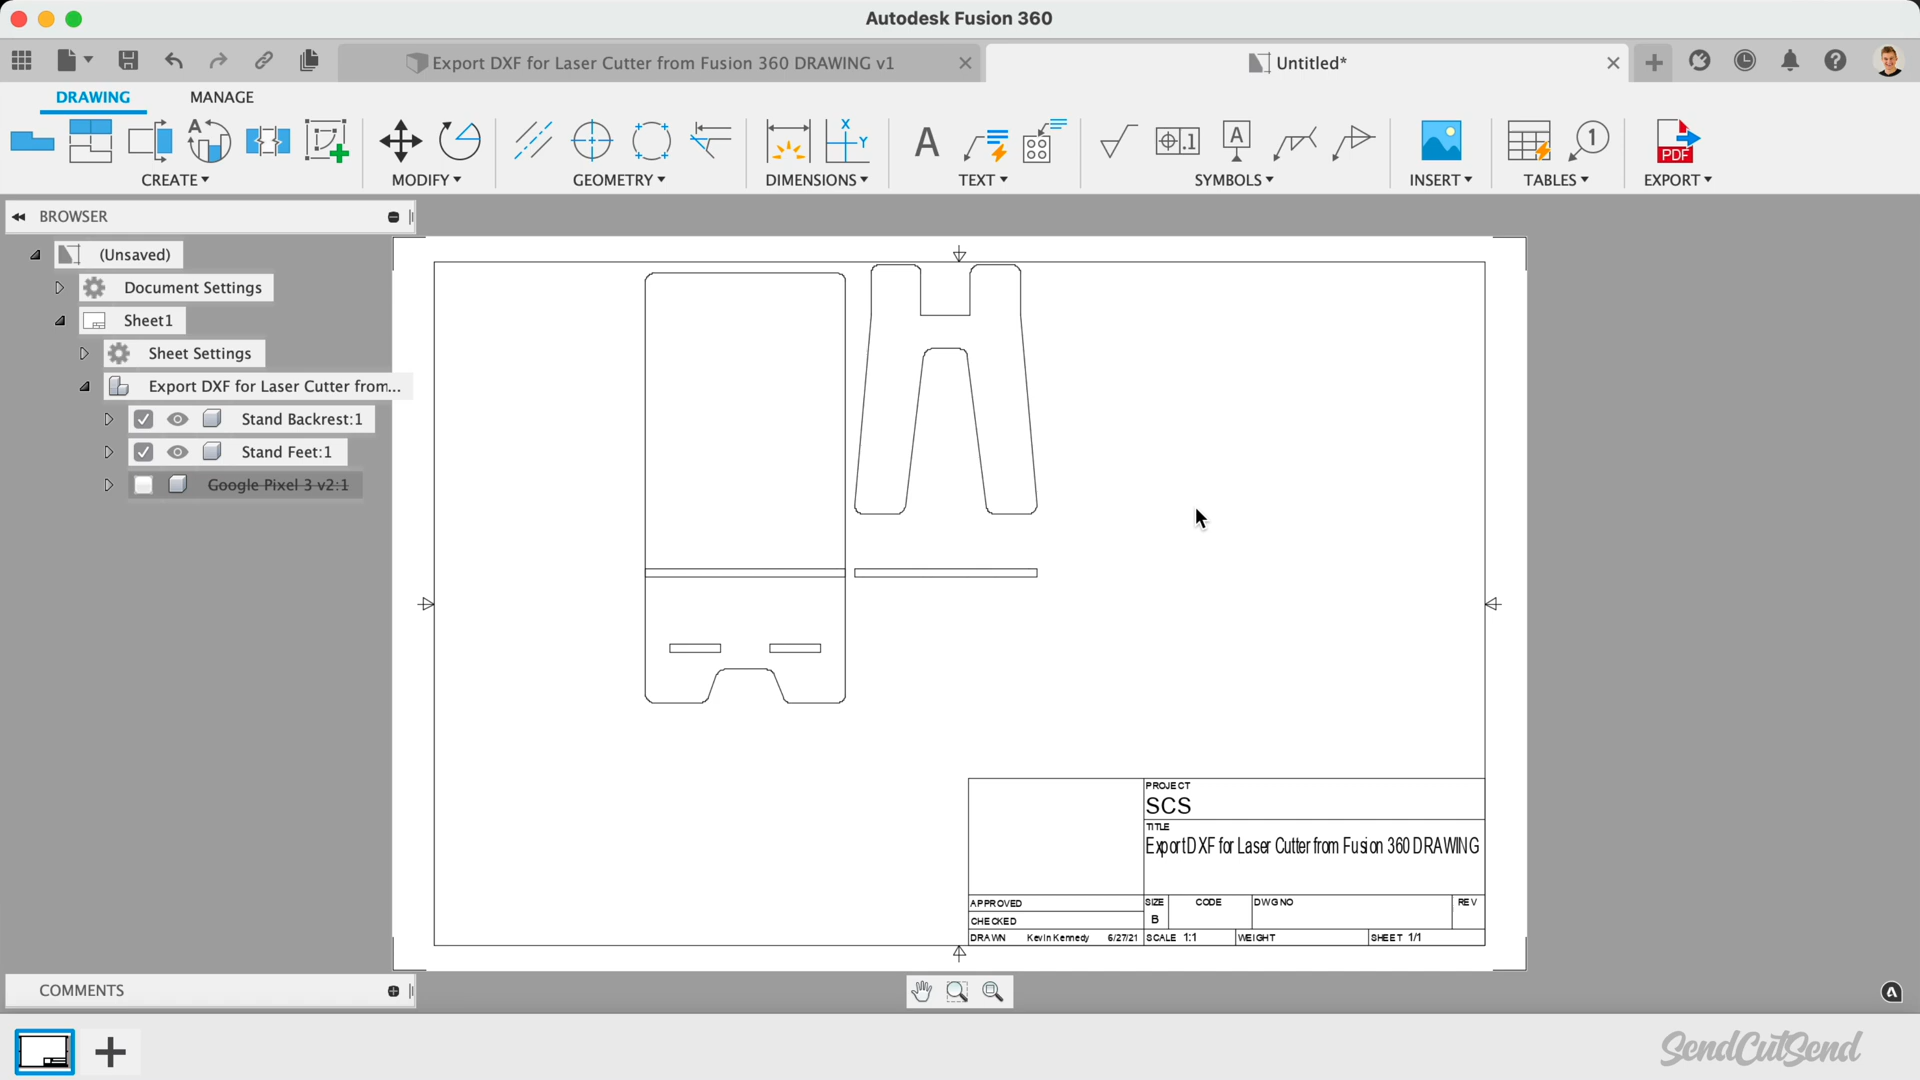 Autodesk Fusion 360
Export DXF for Laser Cutter from Fusion 360 DRAWING v1
Untitled*
DRAWING
MANAGE
A
X
Y
A
.1
A
1
PDF
CREATE
MODIFY
GEOMETRY
DIMENSIONS
TEXT
SYMBOLS
INSERT
TABLES
EXPORT
BROWSER
(Unsaved)
Document Settings
Sheet1
Sheet Settings
Export DXF for Laser Cutter from...
Stand Backrest:1
Stand Feet:1
Google Pixel 3 v2:1
PROJECT
SCS
TITLE
Export DXF for Laser Cutter from Fusion 360 DRAWING
APPROVED
CHECKED
DRAWN Kevin Kennedy 6/27/21
SIZE
B
CODE
DWG NO
REV
SCALE 1:1
WEIGHT
SHEET 1/1
COMMENTS
A
SendCutSend